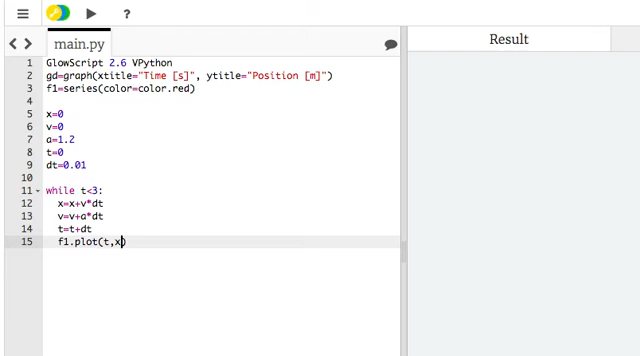 ?
main.py
Result
1 GlowScript 2.6 VPython
2 gd=graph(xtitle="Time [s]", ytitle="Position [m]")
3 f1=series(color=color.red)
4
5 x=0
6 v=0
7 a=1.2
8 t=0
9 dt=0.01
10
11 while t<3:
12 x=x+v*dt
13 v=v+a*dt
14 t=t+dt
15 f1.plot(t,x)